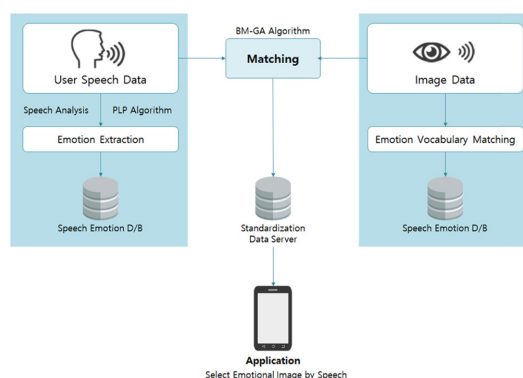 BM-GA Algorithm
User Speech Data
Matching
Image Data
Speech Analysis
PLP Algorithm
Emotion Extraction
Emotion Vocabulary Matching
Speech Emotion D/B
Standardization
Data Server
Speech Emotion D/B
Application
Select Emotional Image by Speech